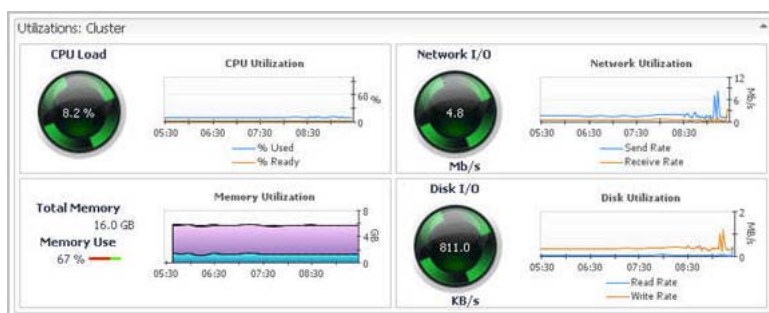 Utilizations: Cluster
CPU Load
8.2 %
CPU Utilization
60 %
0
05:30 06:30 07:30 08:30
% Used
% Ready
Network I/O
4.8
Mb/s
Network Utilization
12
6
0
Mb/s
05:30 06:30 07:30 08:30
Send Rate
Receive Rate
Total Memory
16.0 GB
Memory Use
67 %
Memory Utilization
8
4
0
GB
05:30 06:30 07:30 08:30
Disk I/O
811.0
KB/s
Disk Utilization
2
0
MB/s
05:30 06:30 07:30 08:30
Read Rate
Write Rate